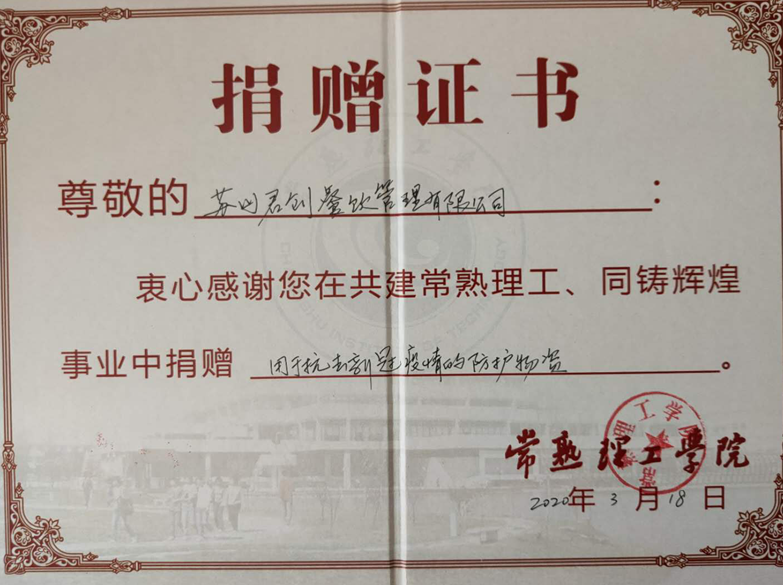 捐赠证书
尊敬的 苏州君创餐饮管理有限公司：
衷心感谢您在共建常熟理工、同铸辉煌
事业中捐赠 用于抗击新冠疫情的防护物资。
常熟理工学院
2020年3月18日